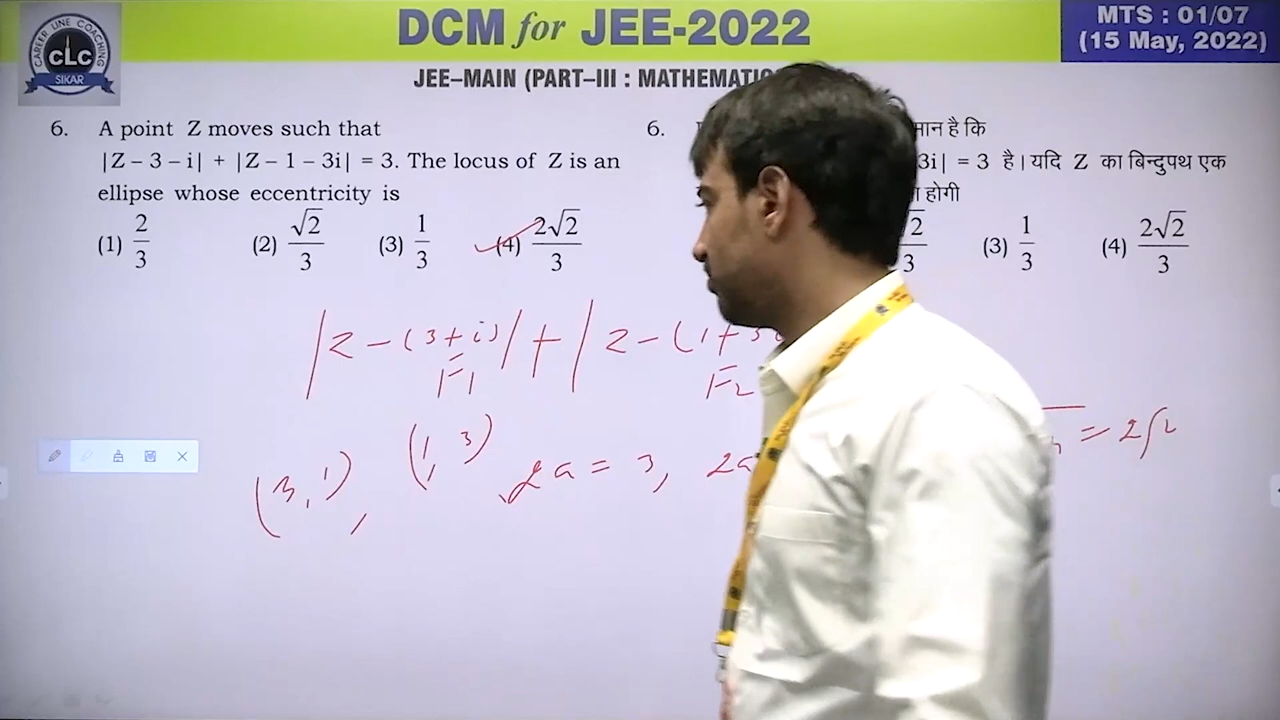 CAREER LINE COACHING
CLC
SIKAR
DCM for JEE-2022
MTS : 01/07
(15 May, 2022)
JEE–MAIN (PART–III : MATHEMATIC
6. A point Z moves such that
|Z – 3 – i| + |Z – 1 – 3i| = 3. The locus of Z is an
ellipse whose eccentricity is
(1) 2/3 (2) √2/3 (3) 1/3 (4) 2√2/3
6. मान है कि
3i| = 3 है। यदि Z का बिन्दुपथ एक
होगी
2/3 (3) 1/3 (4) 2√2/3
|z - (3+i)| + | z - (1+3i
F1 F2
(3,1), (1,3) 2a = 3, 2a = 2√2